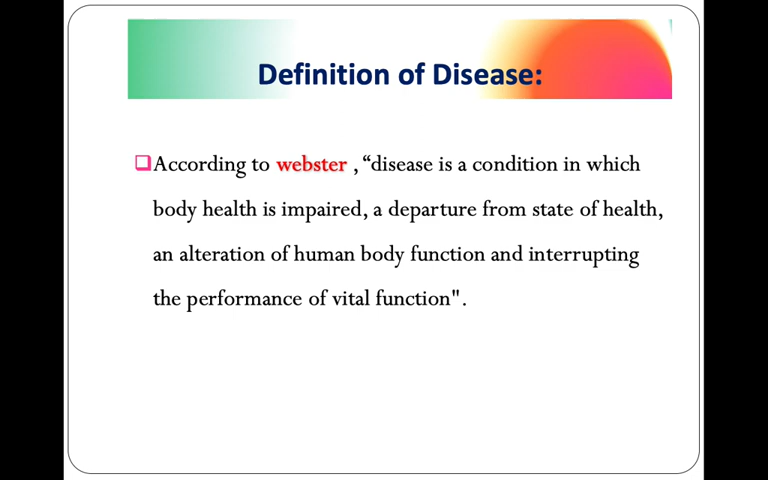 Definition of Disease:
According to webster , “disease is a condition in which
body health is impaired, a departure from state of health,
an alteration of human body function and interrupting
the performance of vital function".